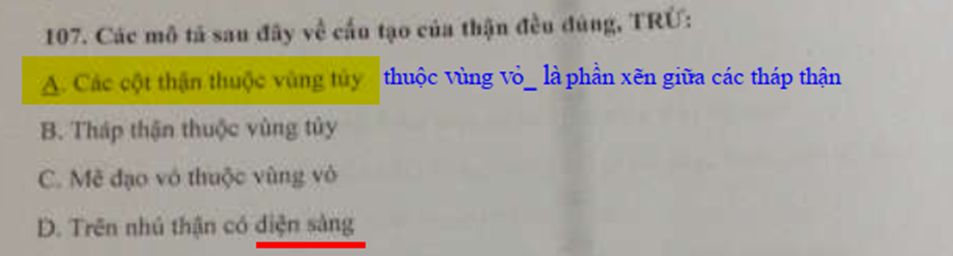 107. Các mô tả sau đây về cấu tạo của thận đều đúng, TRỪ:
A. Các cột thận thuộc vùng tủy thuộc vùng vỏ_ là phần xẽn giữa các tháp thận
B. Tháp thận thuộc vùng tủy
C. Mê đạo vỏ thuộc vùng vỏ
D. Trên nhú thận có diện sàng